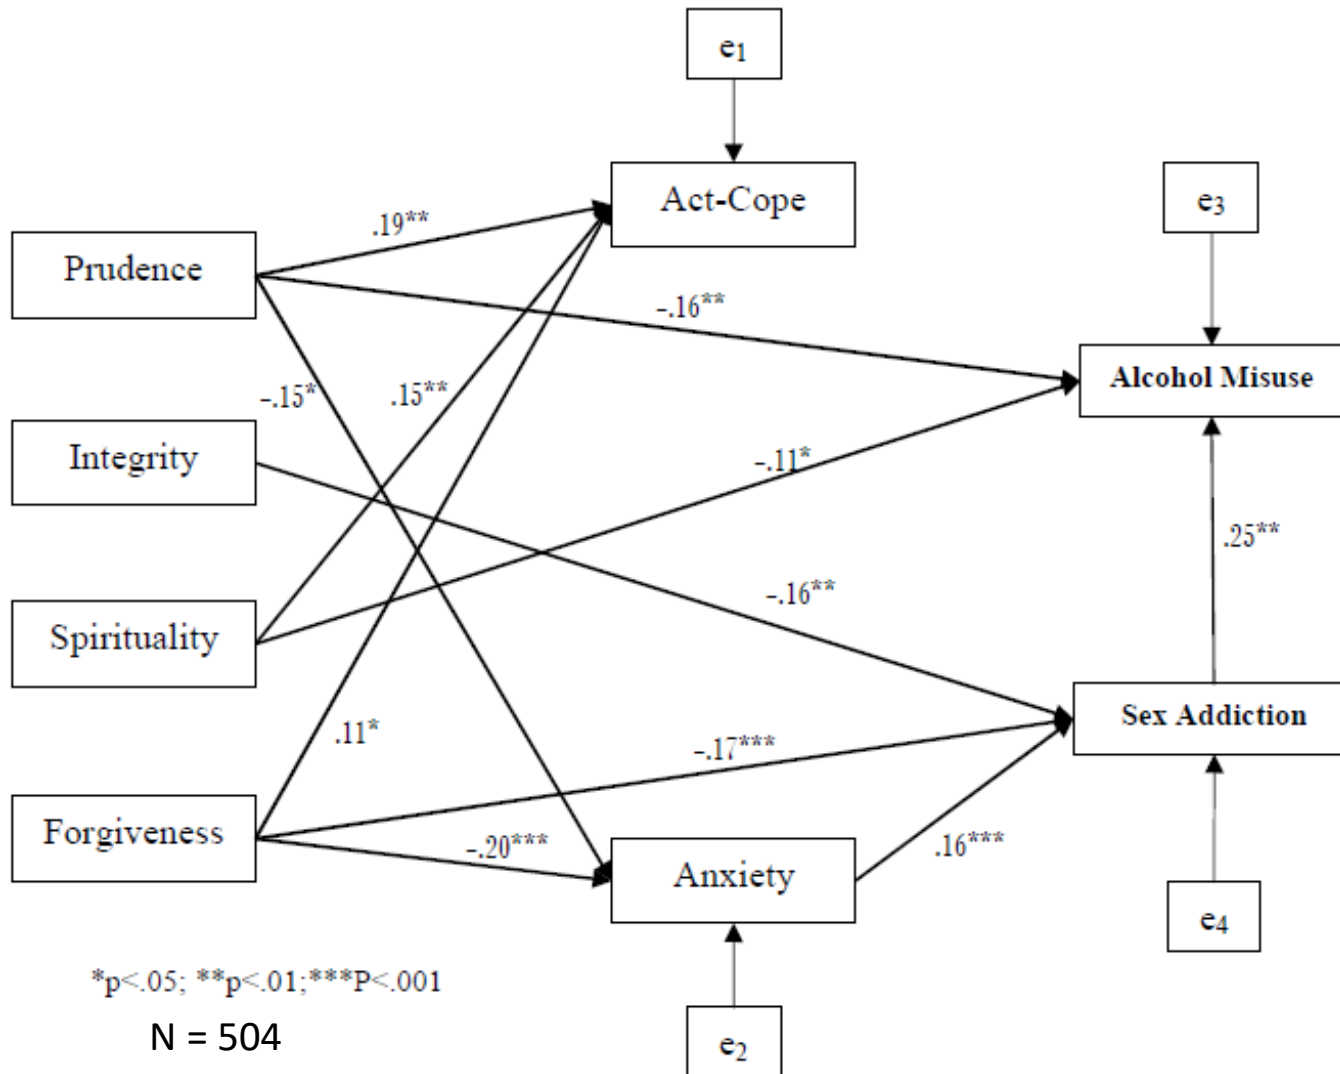 e1
Act-Cope
e3
.19**
Prudence
-.16**
Alcohol Misuse
-.15*
.15**
Integrity
-.11*
.25**
-.16**
Spirituality
Sex Addiction
.11*
-.17***
Forgiveness
-.20***
.16***
Anxiety
e4
*p<.05; **p<.01;***P<.001
N = 504
e2